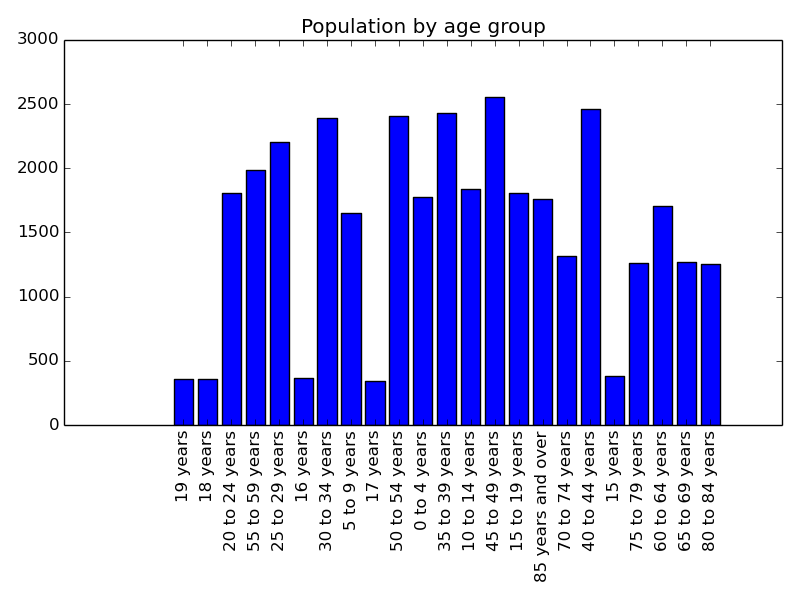 Population by age group
3000
2500
2000
1500
1000
500
0
19 years
18 years
20 to 24 years
55 to 59 years
25 to 29 years
16 years
30 to 34 years
5 to 9 years
17 years
50 to 54 years
0 to 4 years
35 to 39 years
10 to 14 years
45 to 49 years
15 to 19 years
85 years and over
70 to 74 years
40 to 44 years
15 years
75 to 79 years
60 to 64 years
65 to 69 years
80 to 84 years